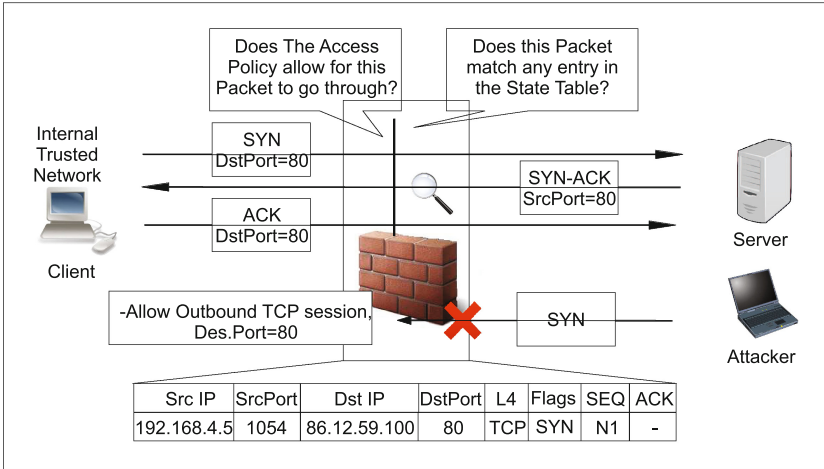 Does The Access
Policy allow for this
Packet to go through?
Does this Packet
match any entry in
the State Table?
Internal
Trusted
Network
Client
SYN
DstPort=80
SYN-ACK
SrcPort=80
ACK
DstPort=80
Server
-Allow Outbound TCP session,
Des.Port=80
SYN
Attacker
Src IP SrcPort Dst IP DstPort L4 Flags SEQ ACK
192.168.4.5 1054 86.12.59.100 80 TCP SYN N1 -